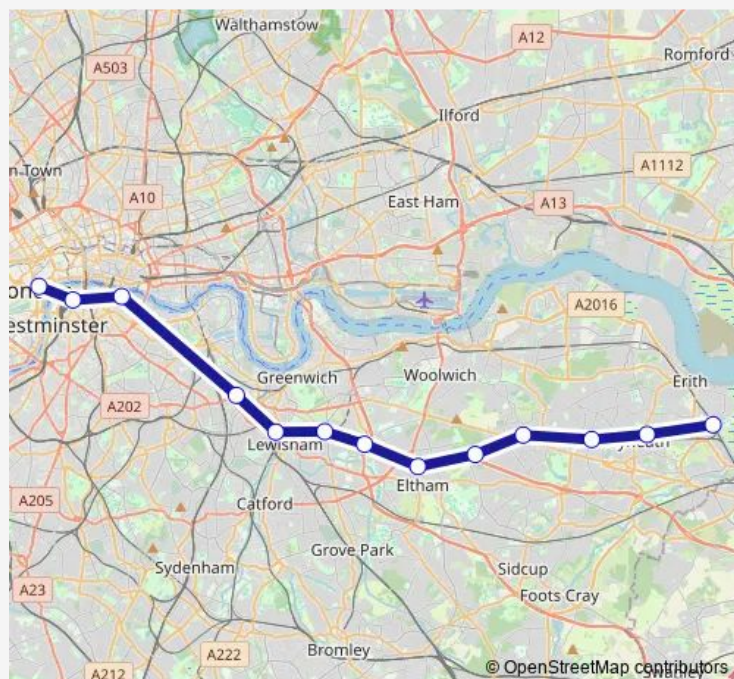 Walthamstow
A12
Romford
A503
Ilford
n Town
A1112
A10
East Ham
A13
estminster
A2016
Greenwich
Woolwich
Erith
A202
Lewisham
Eltham
A205
Catford
Grove Park
Sydenham
Sidcup
A23
Foots Cray
Bromley
A222
A212
© OpenStreetMap contributors